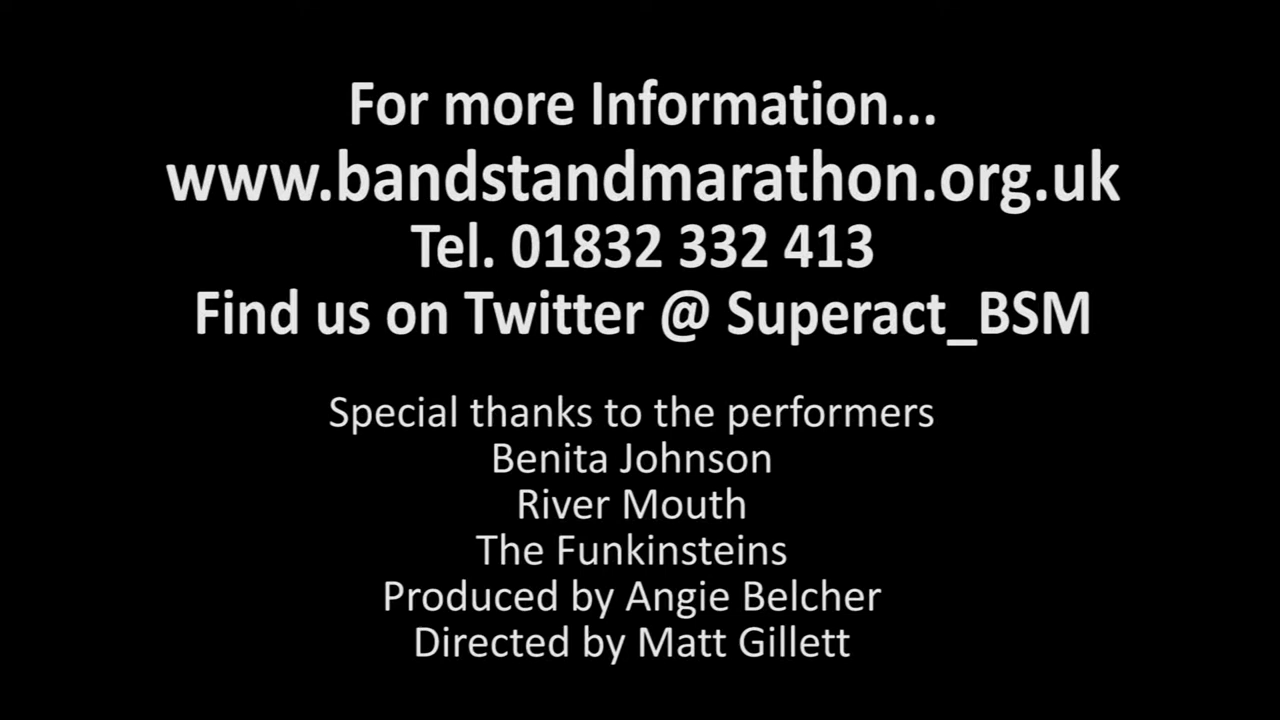 For more Information...
www.bandstandmarathon.org.uk
Tel. 01832 332 413
Find us on Twitter @ Superact_BSM
Special thanks to the performers
Benita Johnson
River Mouth
The Funkinsteins
Produced by Angie Belcher
Directed by Matt Gillett